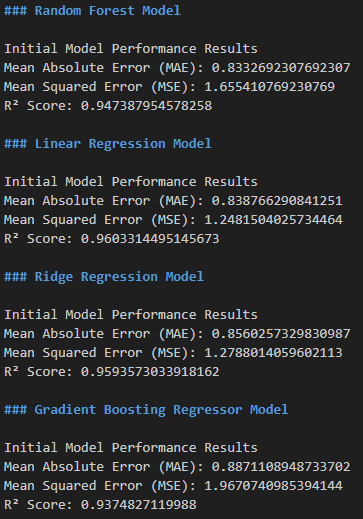 ### Random Forest Model
Initial Model Performance Results
Mean Absolute Error (MAE): 0.8332692307692307
Mean Squared Error (MSE): 1.655410769230769
R² Score: 0.947387954578258
### Linear Regression Model
Initial Model Performance Results
Mean Absolute Error (MAE): 0.838766290841251
Mean Squared Error (MSE): 1.2481504025734464
R² Score: 0.9603314495145673
### Ridge Regression Model
Initial Model Performance Results
Mean Absolute Error (MAE): 0.8560257329830987
Mean Squared Error (MSE): 1.2788014059602113
R² Score: 0.9593573033918162
### Gradient Boosting Regressor Model
Initial Model Performance Results
Mean Absolute Error (MAE): 0.8871108948733702
Mean Squared Error (MSE): 1.9670740985394144
R² Score: 0.9374827119988